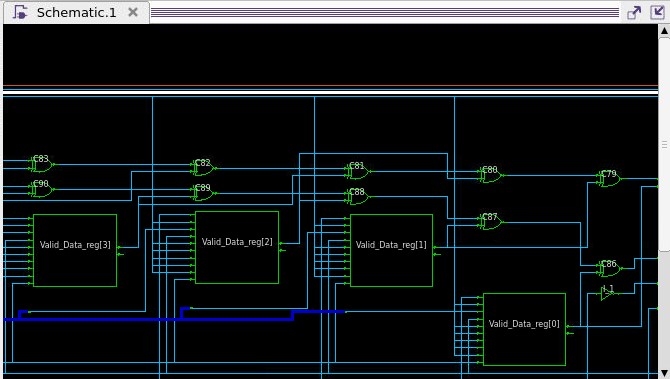 Schematic.1
C83
C82
C81
C80
C79
C90
C89
C88
C87
Valid_Data_reg[3]
Valid_Data_reg[2]
Valid_Data_reg[1]
C86
I_1
Valid_Data_reg[0]